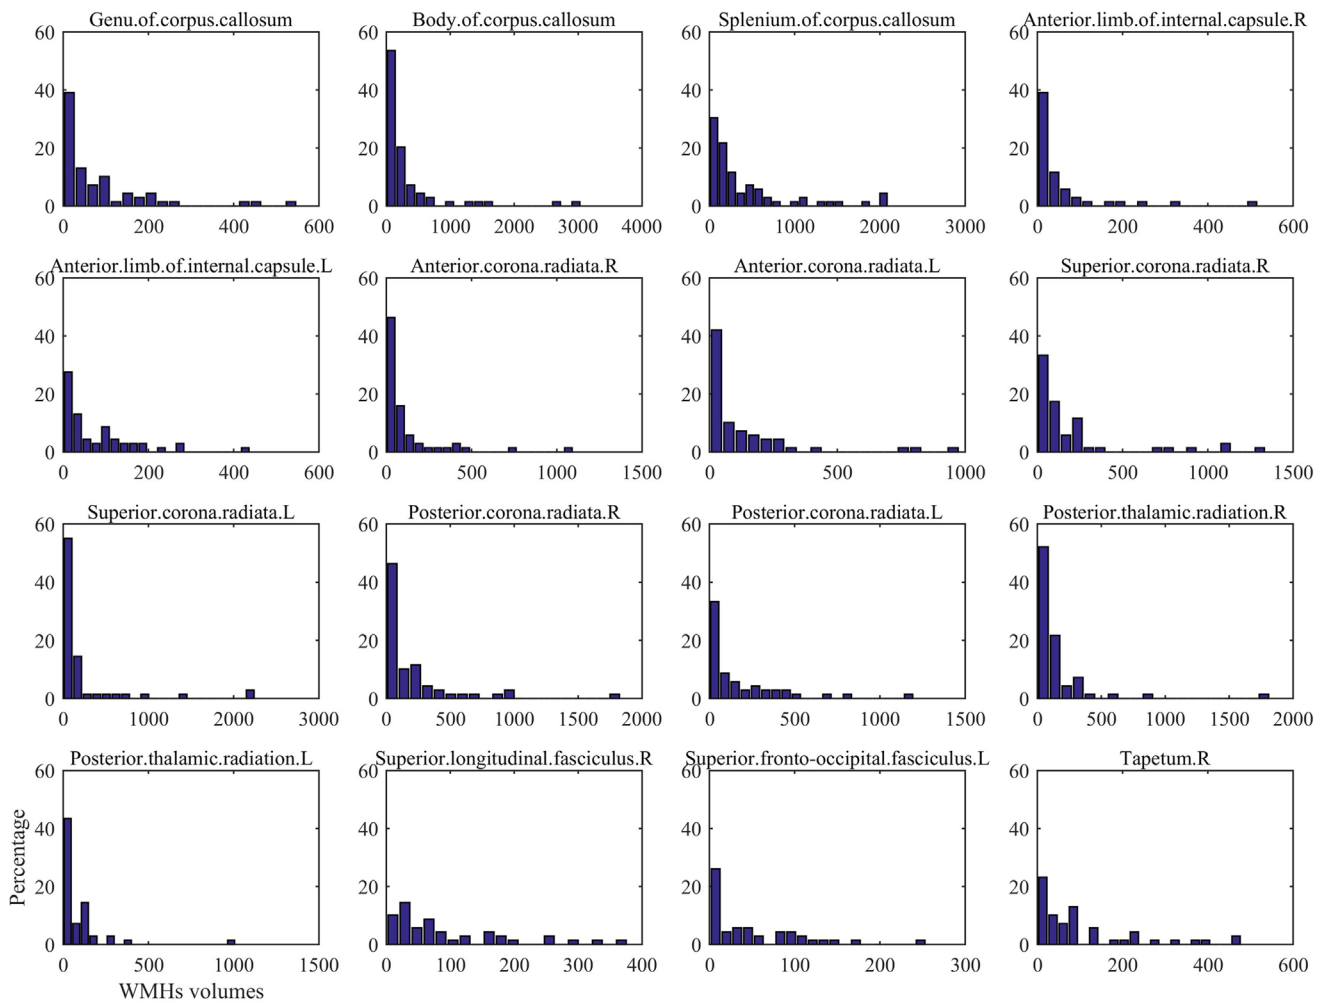 Genu.of.corpus.callosum Body.of.corpus.callosum Splenium.of.corpus.callosum Anterior.limb.of.internal.capsule.R
60 60 60 60
40 40 40 40
20 20 20 20
0 0 0 0
0 200 400 600 0 1000 2000 3000 4000 0 1000 2000 3000 0 200 400 600
Anterior.limb.of.internal.capsule.L Anterior.corona.radiata.R Anterior.corona.radiata.L Superior.corona.radiata.R
60 60 60 60
40 40 40 40
20 20 20 20
0 0 0 0
0 200 400 600 0 500 1000 1500 0 500 1000 0 500 1000 1500
Superior.corona.radiata.L Posterior.corona.radiata.R Posterior.corona.radiata.L Posterior.thalamic.radiation.R
60 60 60 60
40 40 40 40
20 20 20 20
0 0 0 0
0 1000 2000 3000 0 500 1000 1500 2000 0 500 1000 1500 0 500 1000 1500 2000
Posterior.thalamic.radiation.L Superior.longitudinal.fasciculus.R Superior.fronto-occipital.fasciculus.L Tapetum.R
60 60 60 60
40 40 40 40
20 20 20 20
0 0 0 0
0 500 1000 1500 0 100 200 300 400 0 100 200 300 0 200 400 600
Percentage
WMHs volumes